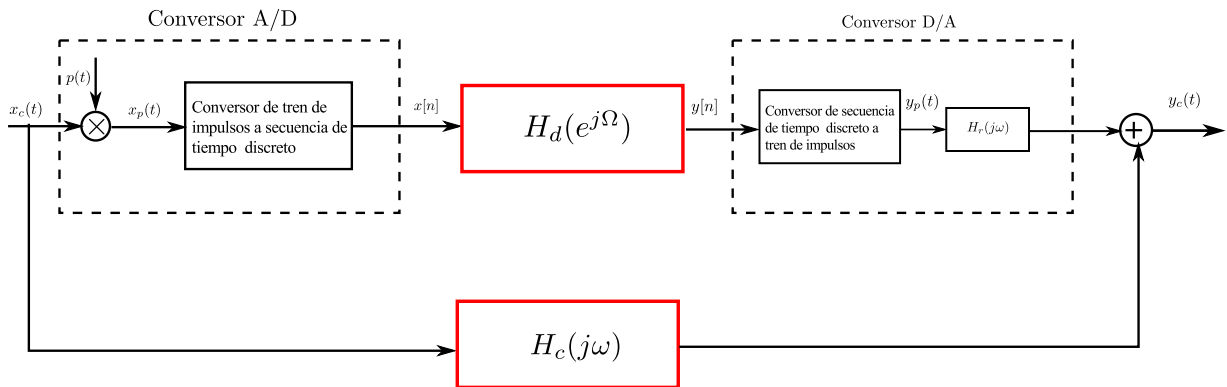 Conversor A/D
Conversor D/A
x_c(t)
p(t)
x_p(t)
Conversor de tren de
impulsos a secuencia de
tiempo discreto
x[n]
H_d(e^{jΩ})
y[n]
Conversor de secuencia
de tiempo discreto a
tren de impulsos
y_p(t)
H_r(jω)
y_c(t)
H_c(jω)